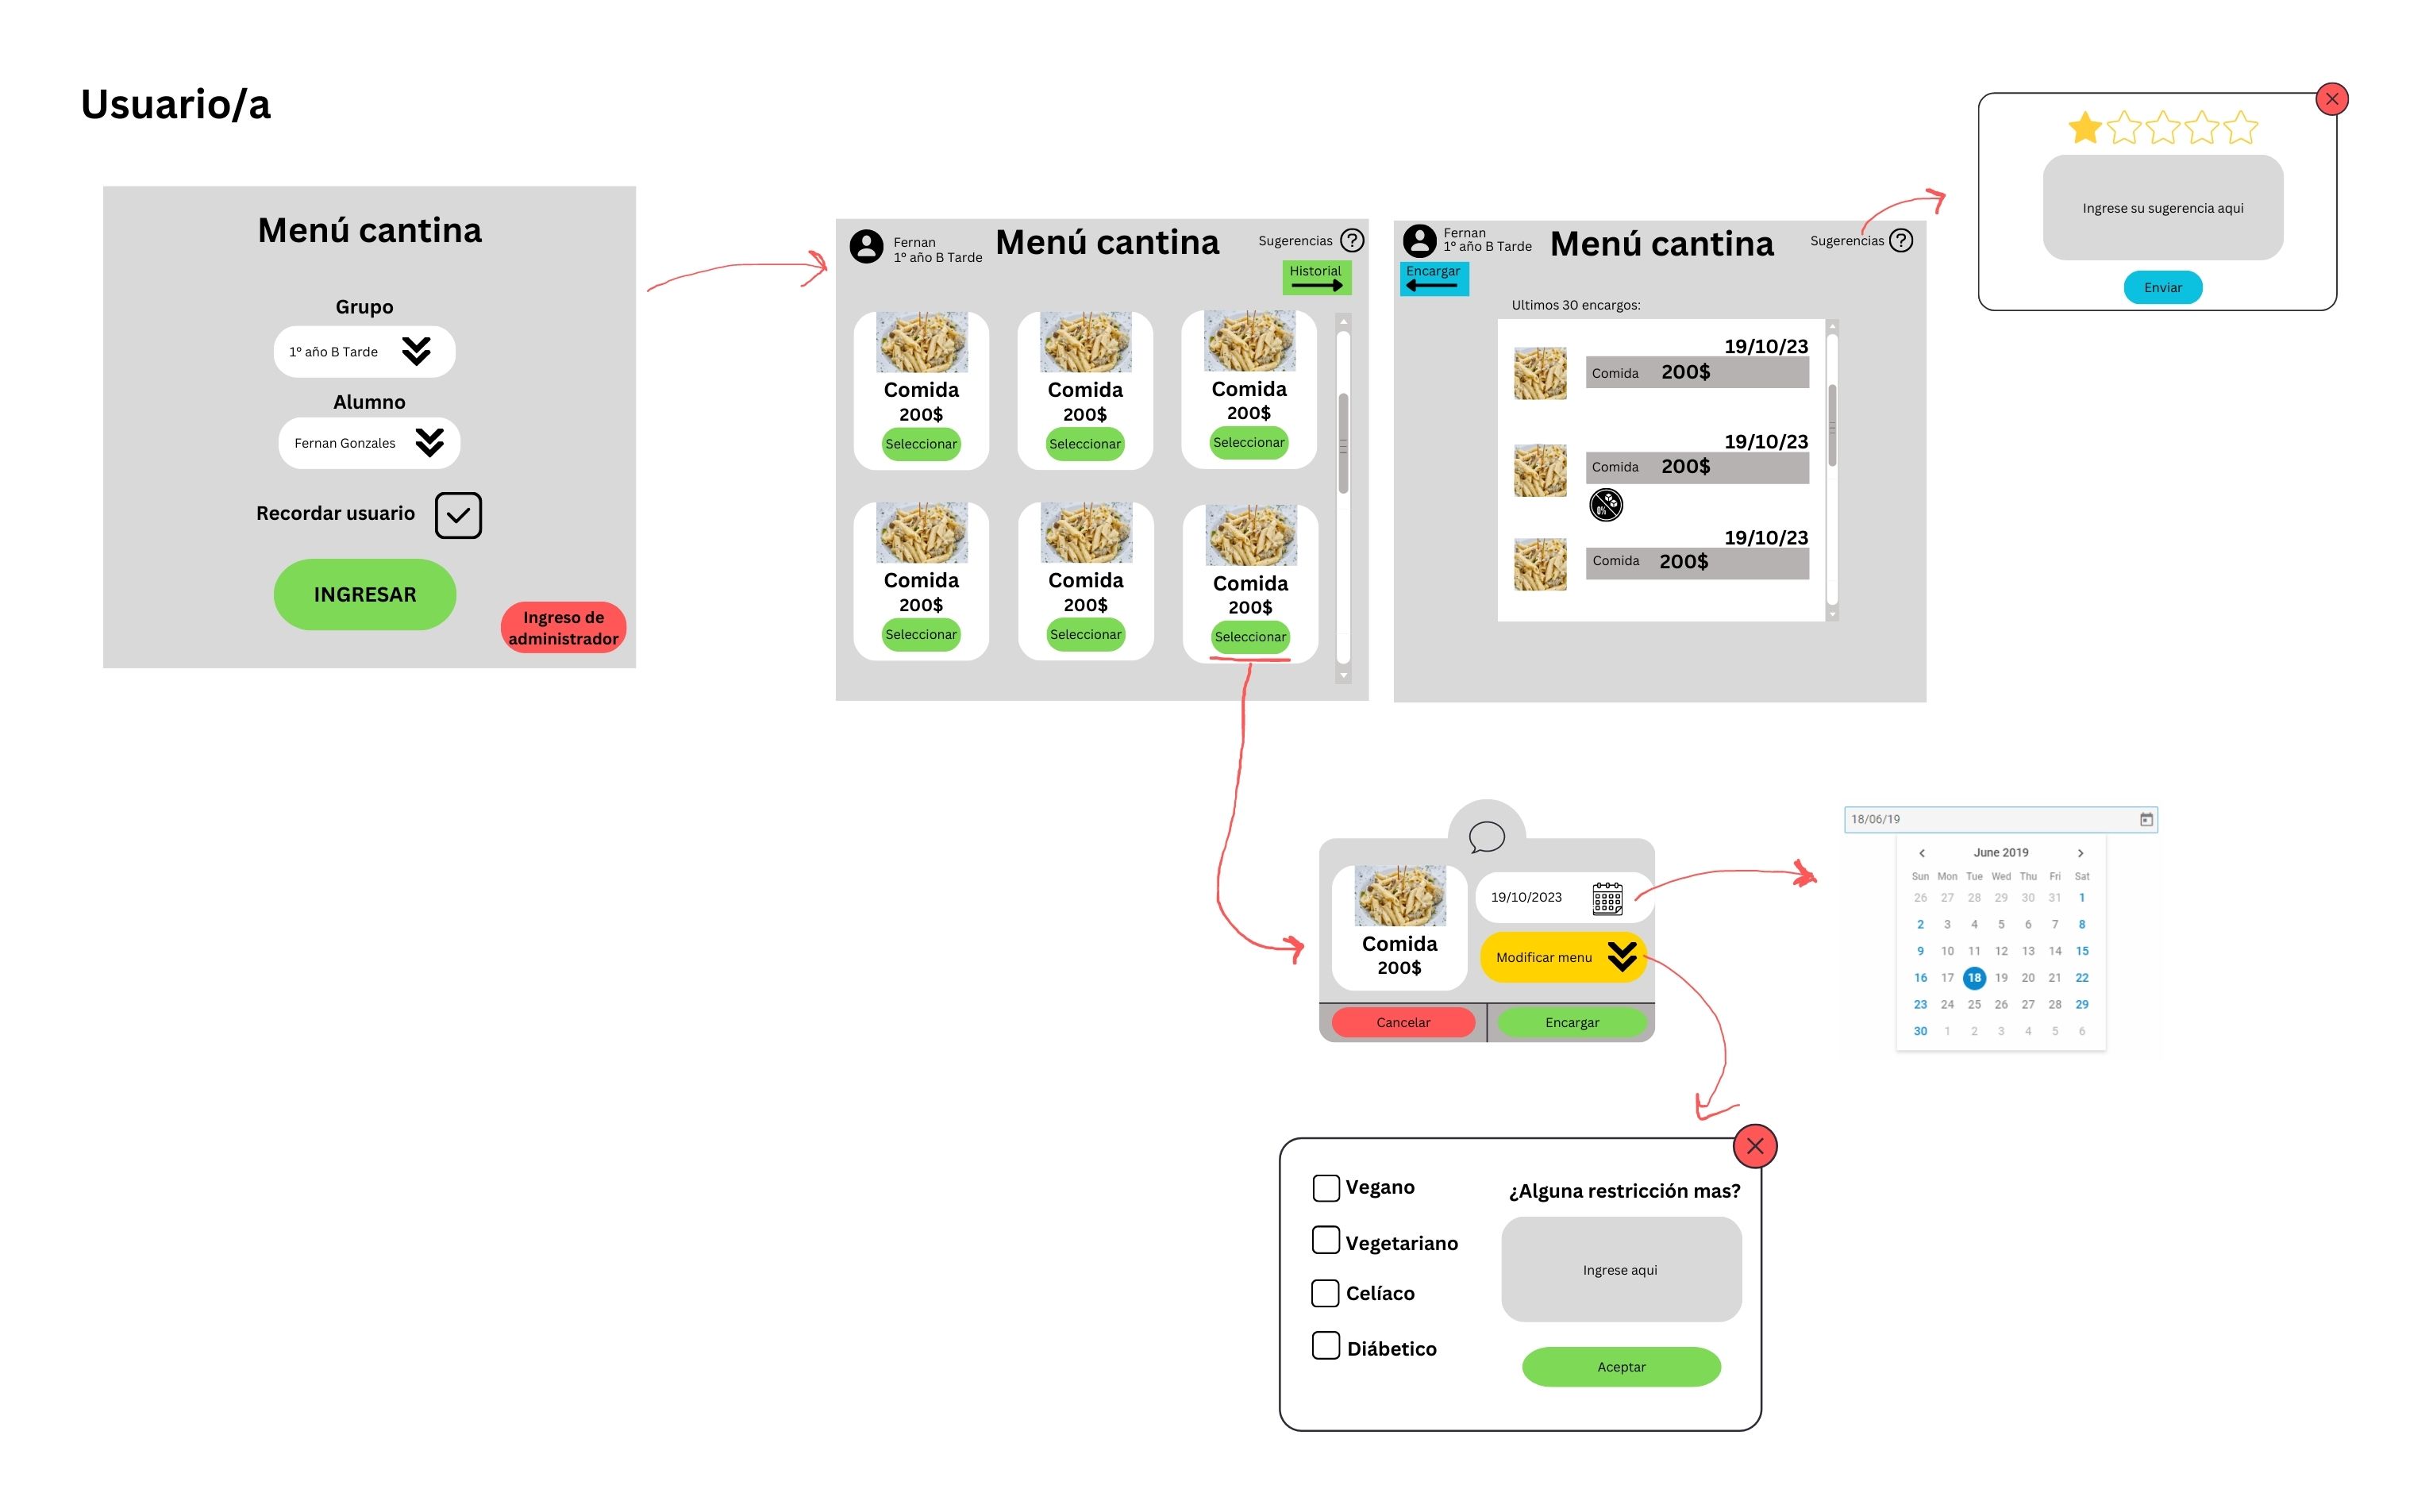 Usuario/a
Menú cantina
Grupo
1° año B Tarde
Alumno
Fernan Gonzales
Recordar usuario
INGRESAR
Ingreso de
administrador
Fernan
1° año B Tarde
Menú cantina
Sugerencias ?
Historial
Comida
200$
Seleccionar
Comida
200$
Seleccionar
Comida
200$
Seleccionar
Comida
200$
Seleccionar
Comida
200$
Seleccionar
Comida
200$
Seleccionar
Fernan
1° año B Tarde
Menú cantina
Sugerencias ?
Encargar
Ultimos 30 encargos:
19/10/23
Comida 200$
19/10/23
Comida 200$
0%
19/10/23
Comida 200$
Ingrese su sugerencia aqui
Enviar
Comida
200$
19/10/2023
Modificar menu
Cancelar
Encargar
18/06/19
June 2019
Sun Mon Tue Wed Thu Fri Sat
26 27 28 29 30 31 1
2 3 4 5 6 7 8
9 10 11 12 13 14 15
16 17 18 19 20 21 22
23 24 25 26 27 28 29
30 1 2 3 4 5 6
Vegano
Vegetariano
Celíaco
Diábetico
¿Alguna restricción mas?
Ingrese aqui
Aceptar